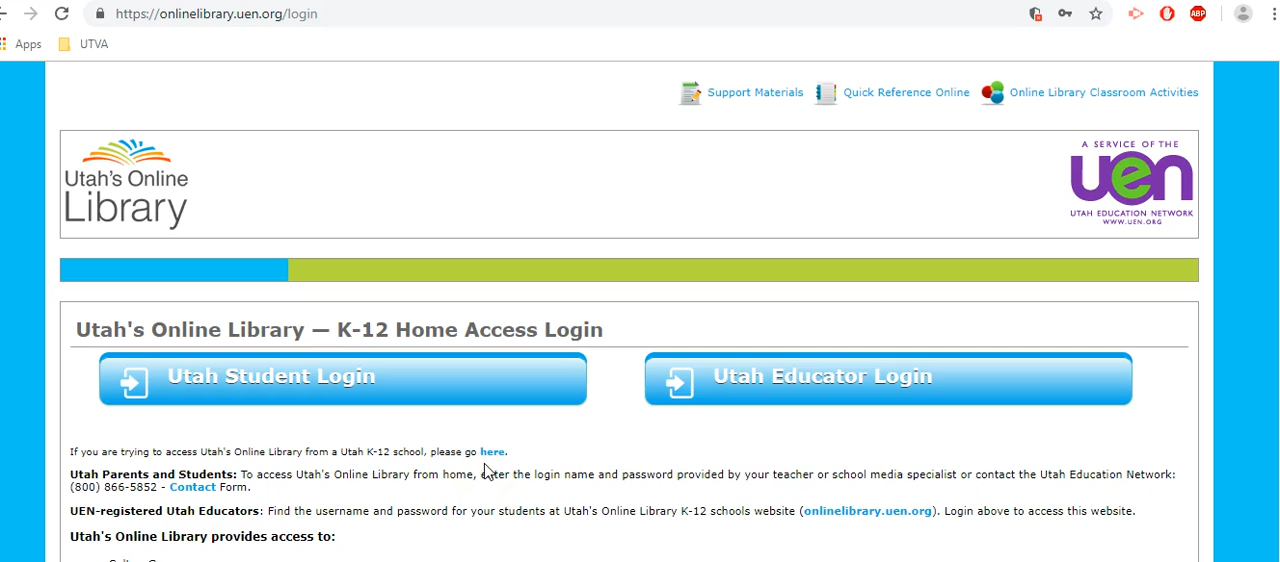 https://onlinelibrary.uen.org/login
ABP
Apps UTVA
Support Materials Quick Reference Online Online Library Classroom Activities
Utah's Online
Library
A SERVICE OF THE
uen
UTAH EDUCATION NETWORK
WWW.UEN.ORG
Utah's Online Library — K-12 Home Access Login
Utah Student Login Utah Educator Login
If you are trying to access Utah's Online Library from a Utah K-12 school, please go here.
Utah Parents and Students: To access Utah's Online Library from home, enter the login name and password provided by your teacher or school media specialist or contact the Utah Education Network:
(800) 866-5852 - Contact Form.
UEN-registered Utah Educators: Find the username and password for your students at Utah's Online Library K-12 schools website (onlinelibrary.uen.org). Login above to access this website.
Utah's Online Library provides access to: